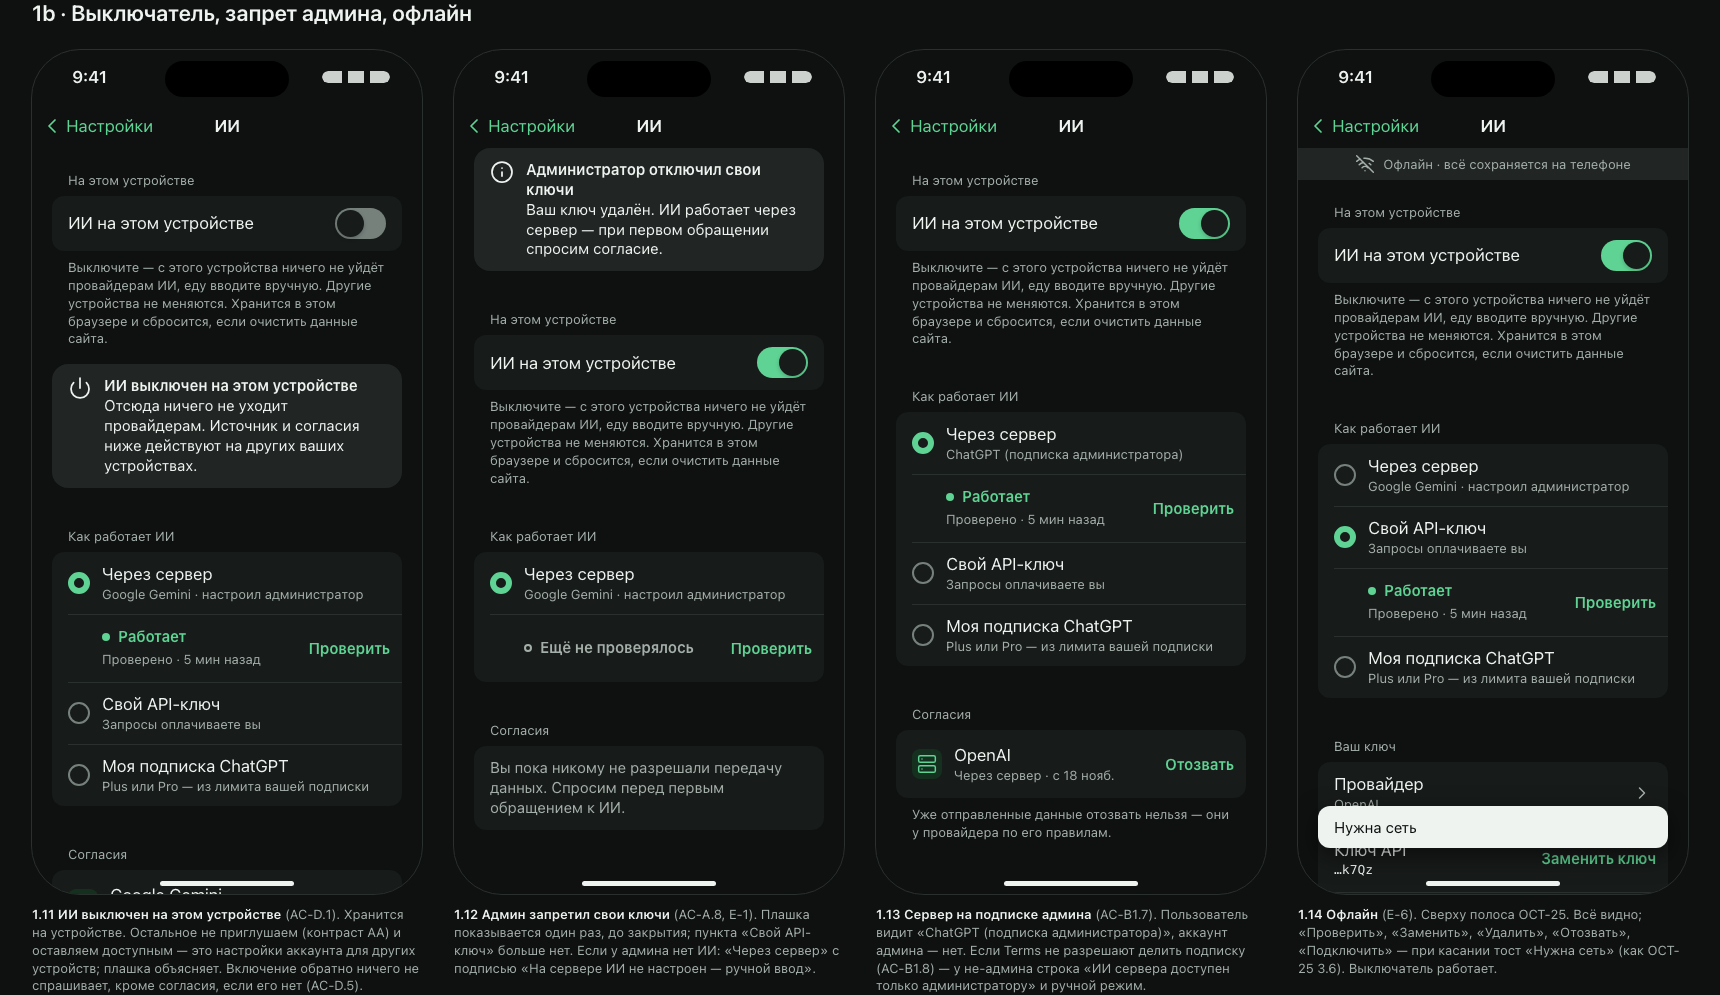 1b · Выключатель, запрет админа, офлайн
9:41
Настройки
ИИ
На этом устройстве
ИИ на этом устройстве
Выключите — с этого устройства ничего не уйдёт
провайдерам ИИ, еду вводите вручную. Другие
устройства не меняются. Хранится в этом
браузере и сбросится, если очистить данные
сайта.
ИИ выключен на этом устройстве
Отсюда ничего не уходит
провайдерам. Источник и согласия
ниже действуют на других ваших
устройствах.
Как работает ИИ
Через сервер
Google Gemini · настроил администратор
Работает
Проверено · 5 мин назад
Проверить
Свой API-ключ
Запросы оплачиваете вы
Моя подписка ChatGPT
Plus или Pro — из лимита вашей подписки
Согласия
Google Gemini
1.11 ИИ выключен на этом устройстве (AC-D.1). Хранится
на устройстве. Остальное не приглушаем (контраст AA) и
оставляем доступным — это настройки аккаунта для других
устройств; плашка объясняет. Включение обратно ничего не
спрашивает, кроме согласия, если его нет (AC-D.5).
9:41
Настройки
ИИ
Администратор отключил свои
ключи
Ваш ключ удалён. ИИ работает через
сервер — при первом обращении
спросим согласие.
На этом устройстве
ИИ на этом устройстве
Выключите — с этого устройства ничего не уйдёт
провайдерам ИИ, еду вводите вручную. Другие
устройства не меняются. Хранится в этом
браузере и сбросится, если очистить данные
сайта.
Как работает ИИ
Через сервер
Google Gemini · настроил администратор
Ещё не проверялось
Проверить
Согласия
Вы пока никому не разрешали передачу
данных. Спросим перед первым
обращением к ИИ.
1.12 Админ запретил свои ключи (AC-A.8, E-1). Плашка
показывается один раз, до закрытия; пункта «Свой API-
ключ» больше нет. Если у админа нет ИИ: «Через сервер» с
подписью «На сервере ИИ не настроен — ручной ввод».
9:41
Настройки
ИИ
На этом устройстве
ИИ на этом устройстве
Выключите — с этого устройства ничего не уйдёт
провайдерам ИИ, еду вводите вручную. Другие
устройства не меняются. Хранится в этом
браузере и сбросится, если очистить данные
сайта.
Как работает ИИ
Через сервер
ChatGPT (подписка администратора)
Работает
Проверено · 5 мин назад
Проверить
Свой API-ключ
Запросы оплачиваете вы
Моя подписка ChatGPT
Plus или Pro — из лимита вашей подписки
Согласия
OpenAI
Через сервер · с 18 нояб.
Отозвать
Уже отправленные данные отозвать нельзя — они
у провайдера по его правилам.
1.13 Сервер на подписке админа (AC-B1.7). Пользователь
видит «ChatGPT (подписка администратора)», аккаунт
админа — нет. Если Terms не разрешают делить подписку
(AC-B1.8) — у не-админа строка «ИИ сервера доступен
только администратору» и ручной режим.
9:41
Настройки
ИИ
Офлайн · всё сохраняется на телефоне
На этом устройстве
ИИ на этом устройстве
Выключите — с этого устройства ничего не уйдёт
провайдерам ИИ, еду вводите вручную. Другие
устройства не меняются. Хранится в этом
браузере и сбросится, если очистить данные
сайта.
Как работает ИИ
Через сервер
Google Gemini · настроил администратор
Свой API-ключ
Запросы оплачиваете вы
Работает
Проверено · 5 мин назад
Проверить
Моя подписка ChatGPT
Plus или Pro — из лимита вашей подписки
Ваш ключ
Провайдер
OpenAI
Нужна сеть
Ключ API
…k7Qz
Заменить ключ
1.14 Офлайн (E-6). Сверху полоса ОСТ-25. Всё видно;
«Проверить», «Заменить», «Удалить», «Отозвать»,
«Подключить» — при касании тост «Нужна сеть» (как ОСТ-
25 3.6). Выключатель работает.